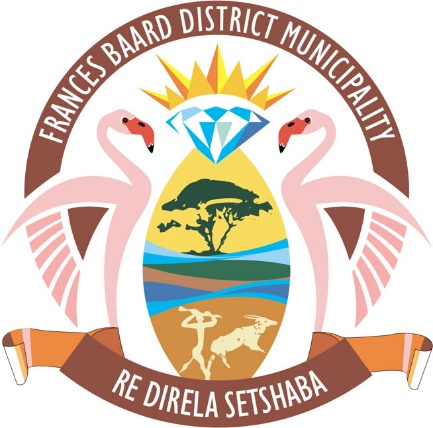 FRANCES BAARD DISTRICT MUNICIPALITY
RE DIRELA SETSHABA